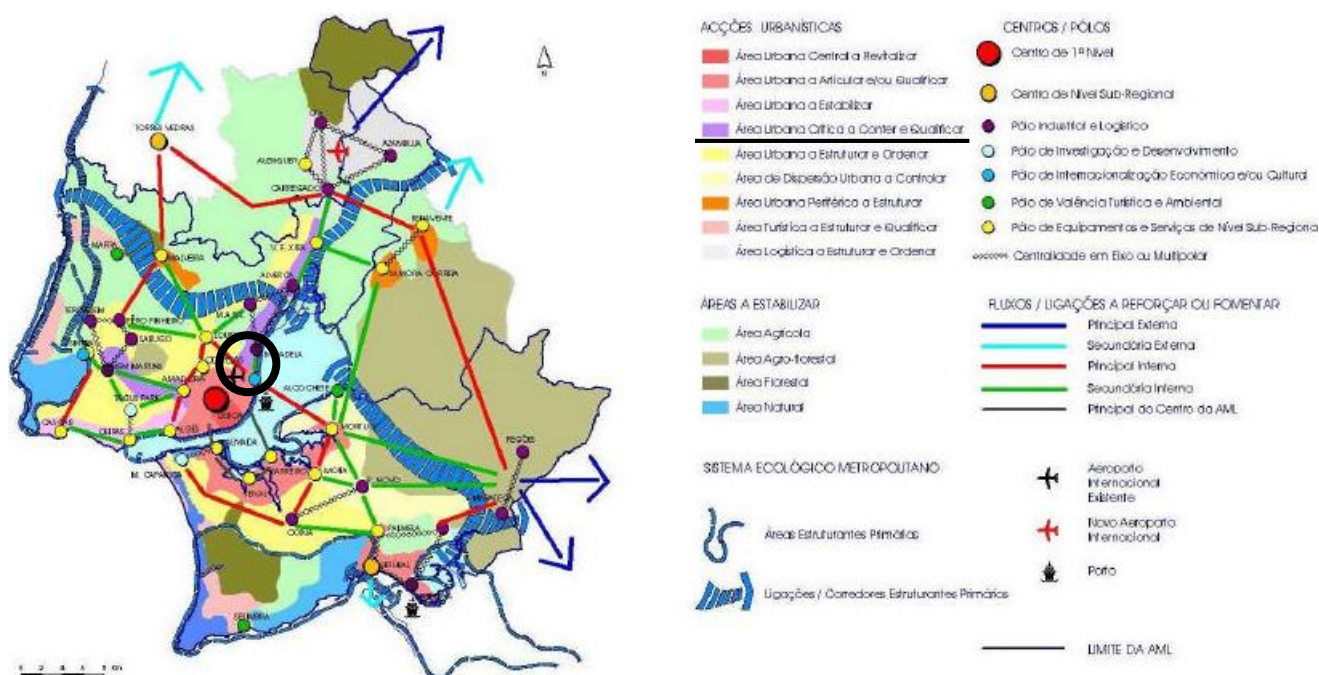 N
TORRES VEDRAS
AZAMBUJA
ALENQUER
CARREGADO
BENAVENTE
V. F. XIRA
MAFRA
MALVEIRA
ALVERCA
SAMORA CORREIA
PERO PINHEIRO
SABUGO
MEM MARTINS
AMADORA
ALCOCHETE
TAGUS PARK
LISBOA
CASCAIS
OEIRAS
ALGÉS
ALMADA
MONTIJO
PEGÕES
M. CAPARICA
BARREIRO
MOITA
SEIXAL
P. NOVO
COINA
PALMELA
SETÚBAL
SESIMBRA
ACÇÕES URBANÍSTICAS
Área Urbana Central a Revitalizar
Área Urbana a Articular e/ou Qualificar
Área Urbana a Estabilizar
Área Urbana Crítica a Conter e Qualificar
Área Urbana a Estruturar e Ordenar
Área de Dispersão Urbana a Controlar
Área Urbana Periférica a Estruturar
Área Turística a Estruturar e Qualificar
Área Logística a Estruturar e Ordenar
ÁREAS A ESTABILIZAR
Área Agrícola
Área Agro-florestal
Área Florestal
Área Natural
SISTEMA ECOLÓGICO METROPOLITANO
Áreas Estruturantes Primárias
Ligações / Corredores Estruturantes Primários
CENTROS / PÓLOS
Centro de 1º Nível
Centro de Nível Sub-Regional
Pólo Industrial e Logístico
Pólo de Investigação e Desenvolvimento
Pólo de Internacionalização Económica e/ou Cultural
Pólo de Valência Turística e Ambiental
Pólo de Equipamentos e Serviços de Nível Sub-Regional
Centralidade em Eixo ou Multipolar
FLUXOS / LIGAÇÕES A REFORÇAR OU FOMENTAR
Principal Externa
Secundária Externa
Principal Interna
Secundária Interna
Principal do Centro da AML
Aeroporto
Internacional
Existente
Novo Aeroporto
Internacional
Porto
LIMITE DA AML